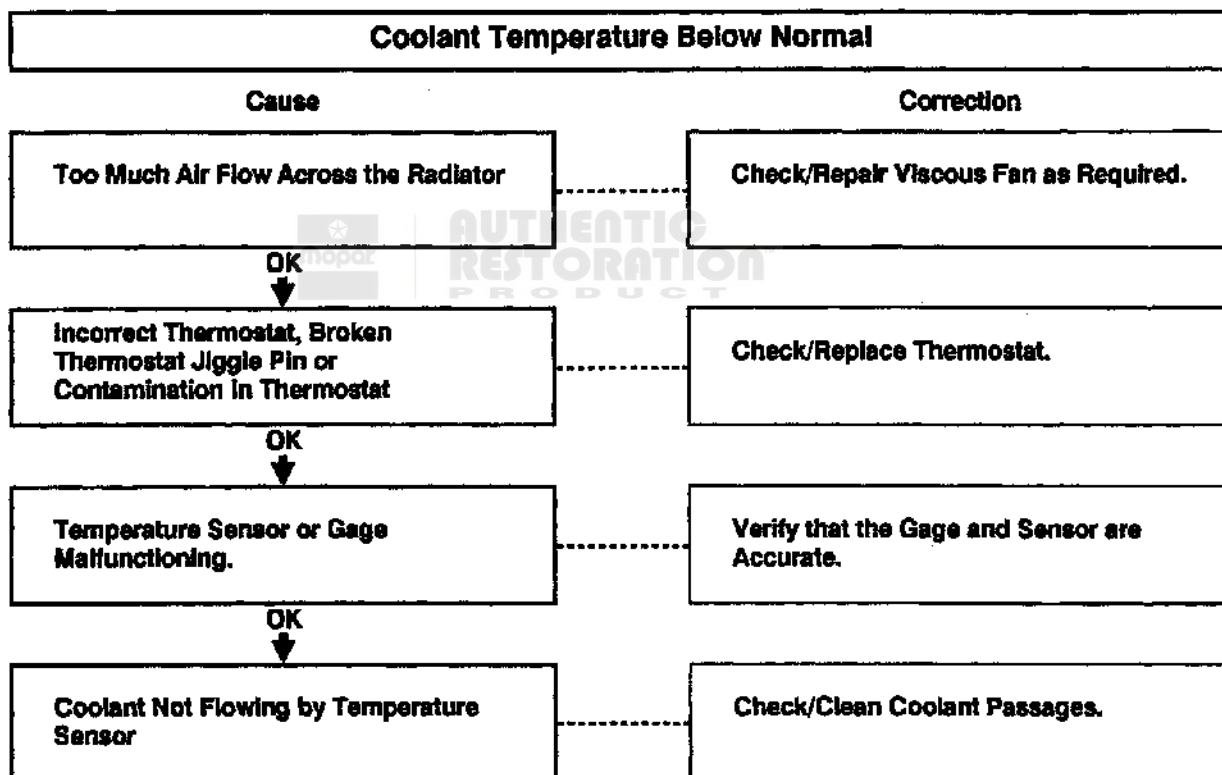 Coolant Temperature Below Normal
Cause
Correction
Too Much Air Flow Across the Radiator
Check/Repair Viscous Fan as Required.
mopar
AUTHENTIC
RESTORATION
PRODUCT
OK
Incorrect Thermostat, Broken
Thermostat Jiggle Pin or
Contamination in Thermostat
Check/Replace Thermostat.
OK
Temperature Sensor or Gage
Malfunctioning.
Verify that the Gage and Sensor are
Accurate.
OK
Coolant Not Flowing by Temperature
Sensor
Check/Clean Coolant Passages.